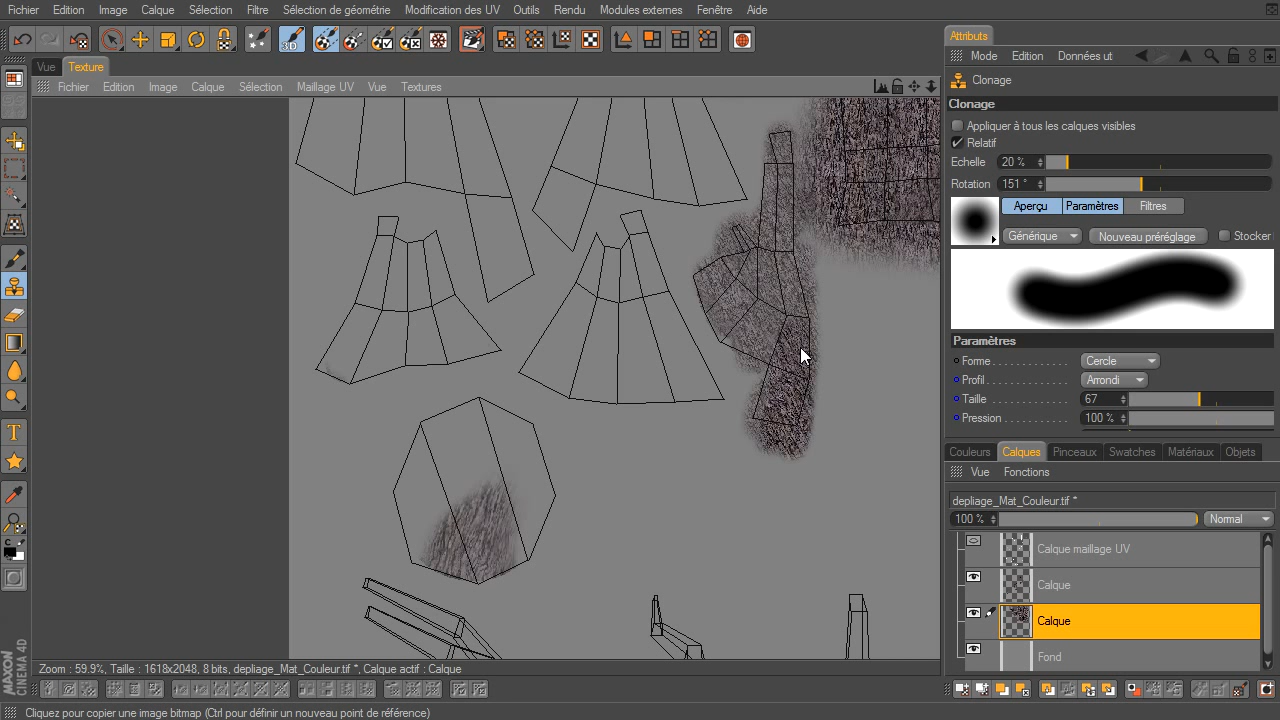 Fichier Edition Image Calque Sélection Filtre Sélection de géométrie Modification des UV Outils Rendu Modules externes Fenêtre Aide
3D
Attributs
Vue Texture
Mode Edition Données ut
Fichier Edition Image Calque Sélection Maillage UV Vue Textures
Clonage
Clonage
Appliquer à tous les calques visibles
Relatif
Echelle 20 %
Rotation 151 °
Aperçu Paramètres Filtres
Générique Nouveau préréglage Stocker
Paramètres
Forme Cercle
Profil Arrondi
Taille 67
Pression 100 %
Couleurs Calques Pinceaux Swatches Matériaux Objets
Vue Fonctions
depliage_Mat_Couleur.tif *
100 % Normal
Calque maillage UV
Calque
Calque
Fond
Zoom : 59.9%, Taille : 1618x2048, 8 bits, depliage_Mat_Couleur.tif *, Calque actif : Calque
MAXON
CINEMA 4D
Cliquez pour copier une image bitmap (Ctrl pour définir un nouveau point de référence)